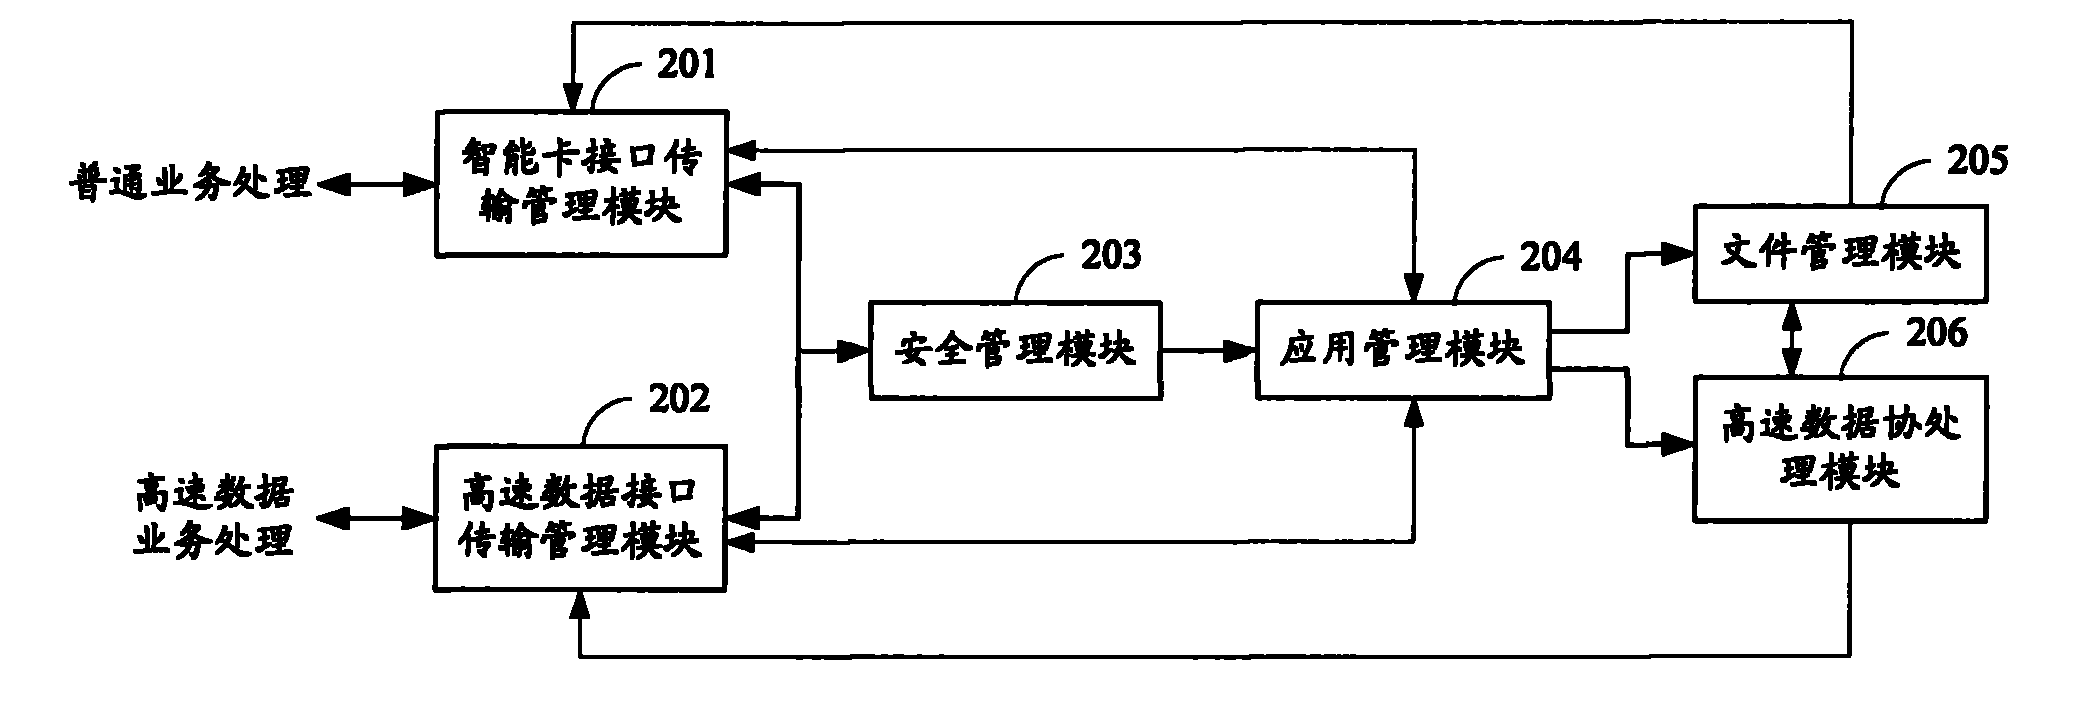 201
智能卡接口传
输管理模块
普通业务处理
205
文件管理模块
203
安全管理模块
204
应用管理模块
206
高速数据协处
理模块
202
高速数据接口
传输管理模块
高速数据
业务处理